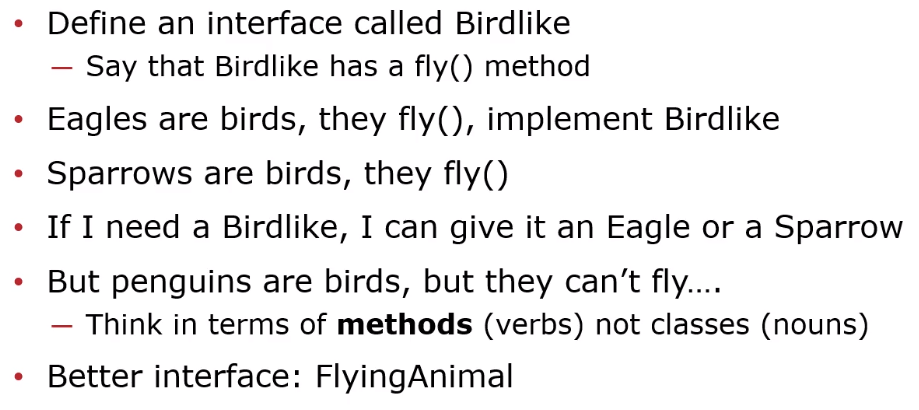 • Define an interface called Birdlike
— Say that Birdlike has a fly() method
• Eagles are birds, they fly(), implement Birdlike
• Sparrows are birds, they fly()
• If I need a Birdlike, I can give it an Eagle or a Sparrow
• But penguins are birds, but they can’t fly….
— Think in terms of methods (verbs) not classes (nouns)
• Better interface: FlyingAnimal